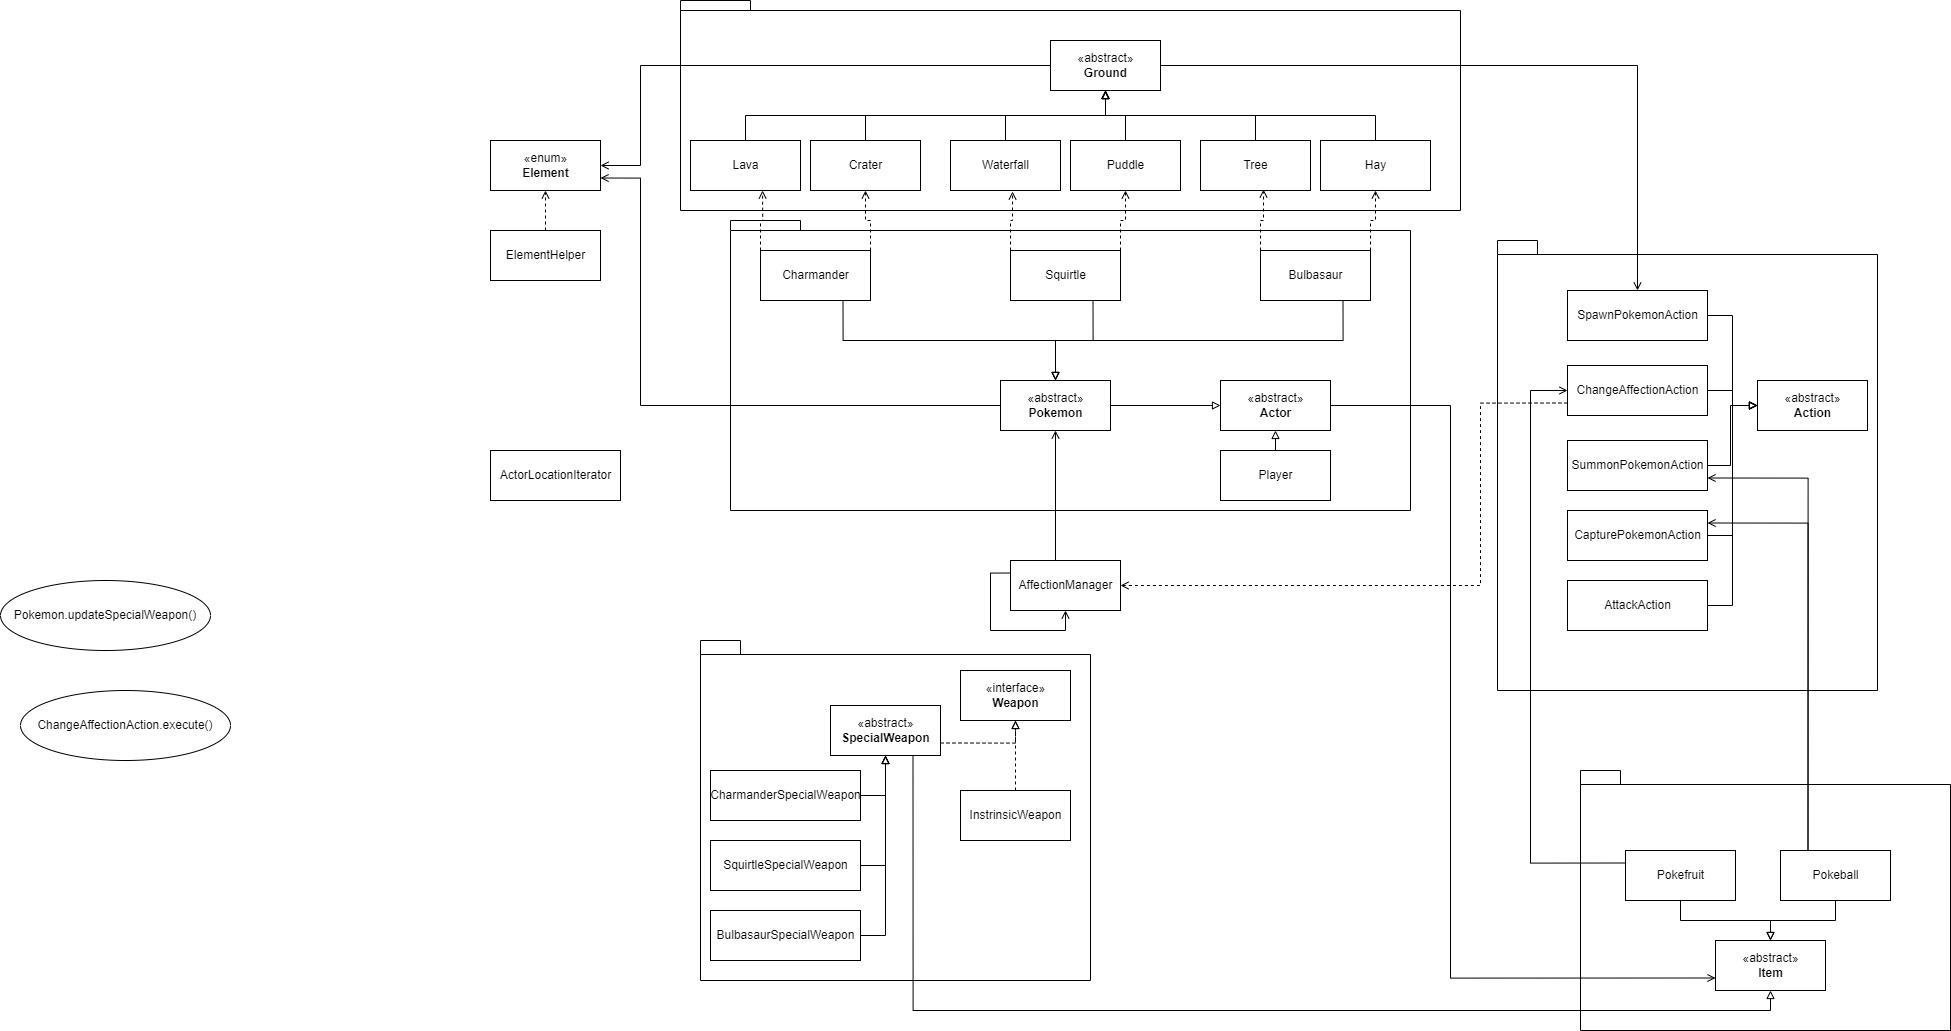 «abstract»
Ground
Lava
Crater
Waterfall
Puddle
Tree
Hay
«enum»
Element
ElementHelper
Charmander
Squirtle
Bulbasaur
«abstract»
Pokemon
«abstract»
Actor
Player
ActorLocationIterator
SpawnPokemonAction
ChangeAffectionAction
«abstract»
Action
SummonPokemonAction
CapturePokemonAction
AttackAction
AffectionManager
Pokemon.updateSpecialWeapon()
ChangeAffectionAction.execute()
«interface»
Weapon
«abstract»
SpecialWeapon
CharmanderSpecialWeapon
InstrinsicWeapon
SquirtleSpecialWeapon
BulbasaurSpecialWeapon
Pokefruit
Pokeball
«abstract»
Item